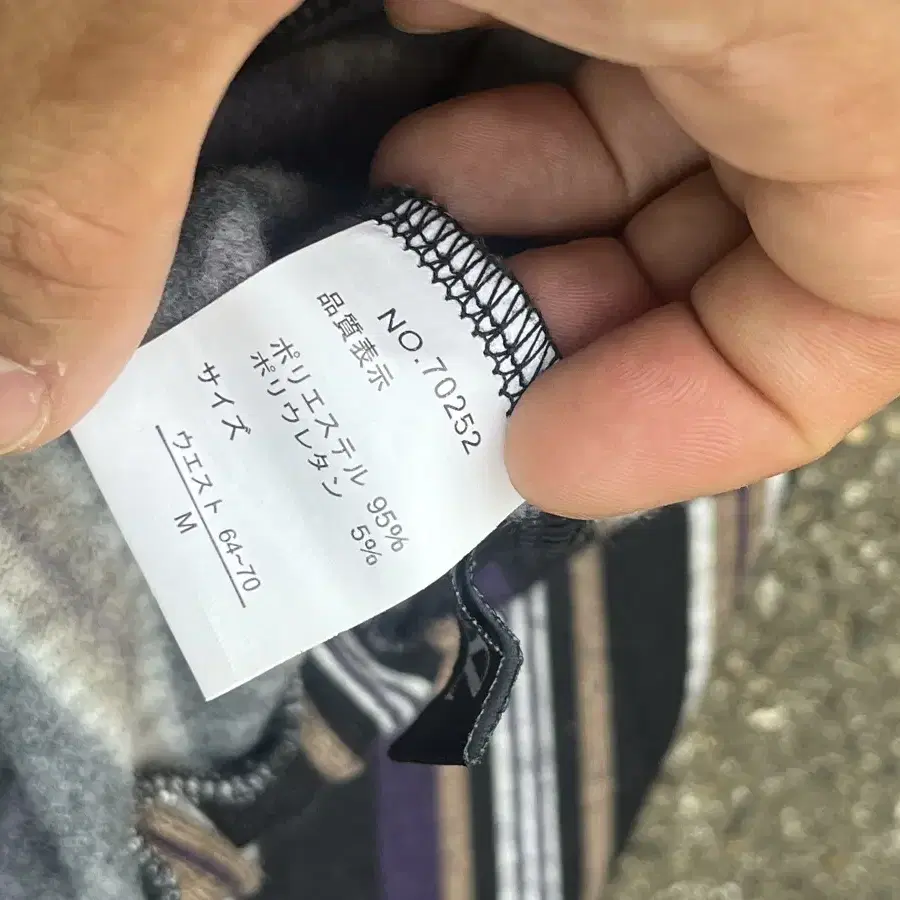 NO.70252
品質表示
ポリエステル 95%
ポリウレタン 5%
サイズ
ウエスト 64~70
M